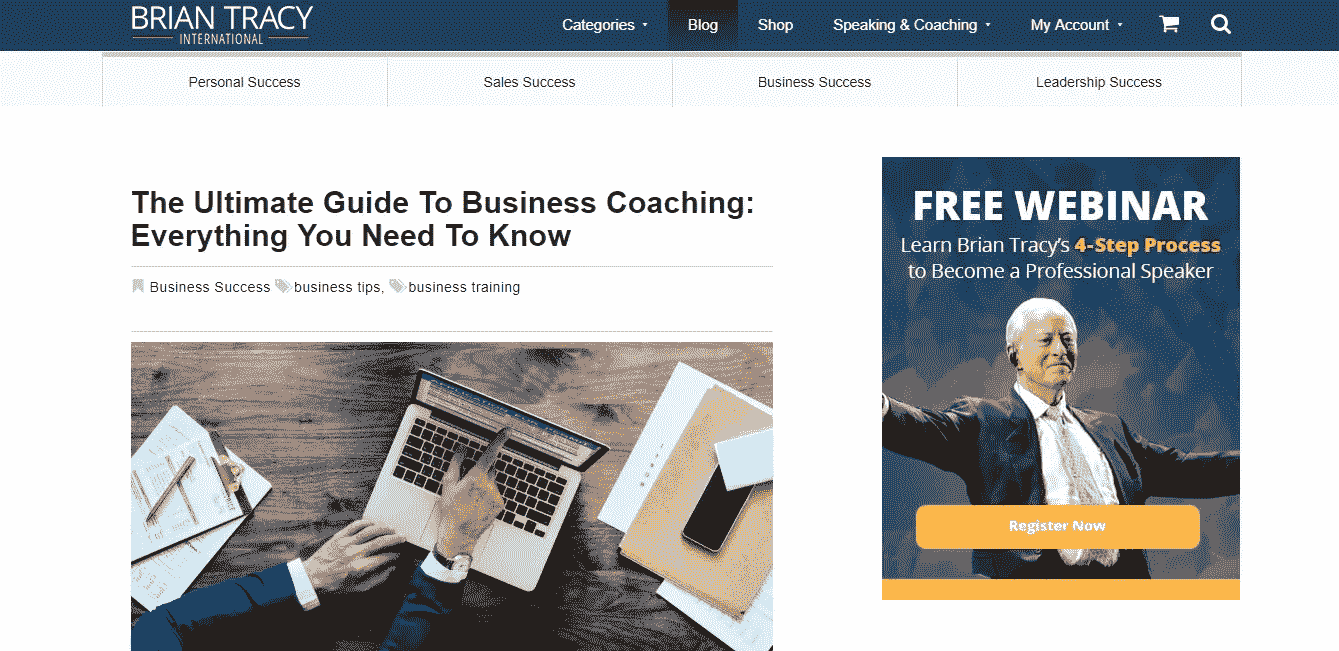 BRIAN TRACY
INTERNATIONAL
Categories
Blog
Shop
Speaking & Coaching
My Account
Personal Success
Sales Success
Business Success
Leadership Success
The Ultimate Guide To Business Coaching:
Everything You Need To Know
Business Success business tips, business training
FREE WEBINAR
Learn Brian Tracy's 4-Step Process
to Become a Professional Speaker
Register Now